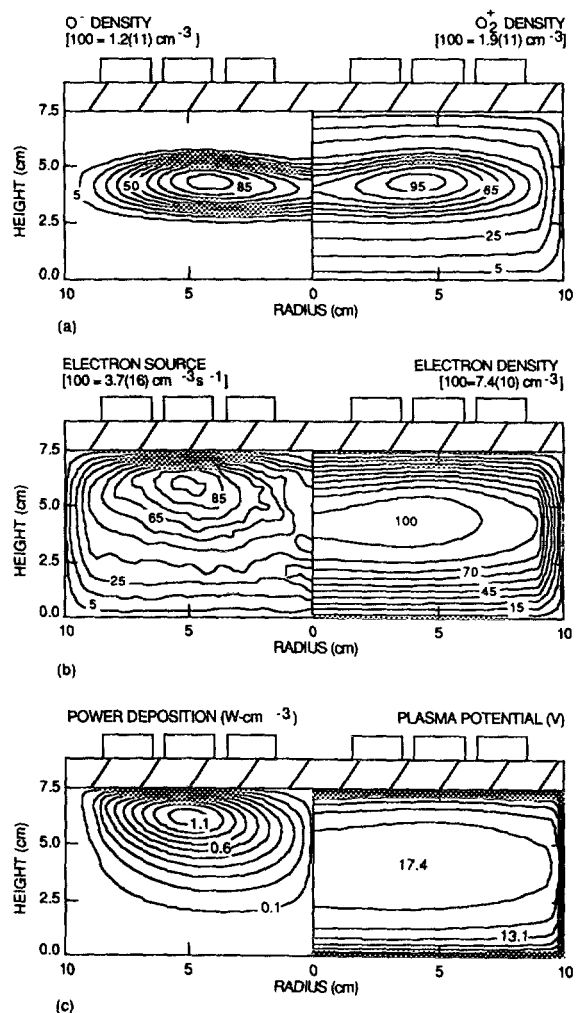 O⁻ DENSITY
[100 = 1.2(11) cm⁻³ ]
O₂⁺ DENSITY
[100 = 1.9(11) cm⁻³]
7.5
5.0
2.5
0.0
HEIGHT (cm)
5
50
85
95
65
25
5
10
5
0
5
10
RADIUS (cm)
(a)
ELECTRON SOURCE
[100 = 3.7(16) cm ⁻³s ⁻¹]
ELECTRON DENSITY
[100=7.4(10) cm⁻³]
7.5
5.0
2.5
0.0
HEIGHT (cm)
85
65
25
5
100
70
45
15
10
5
0
5
10
RADIUS (cm)
(b)
POWER DEPOSITION (W-cm ⁻³)
PLASMA POTENTIAL (V)
7.5
5.0
2.5
0.0
HEIGHT (cm)
1.1
0.6
0.1
17.4
13.1
10
5
0
5
10
RADIUS (cm)
(c)